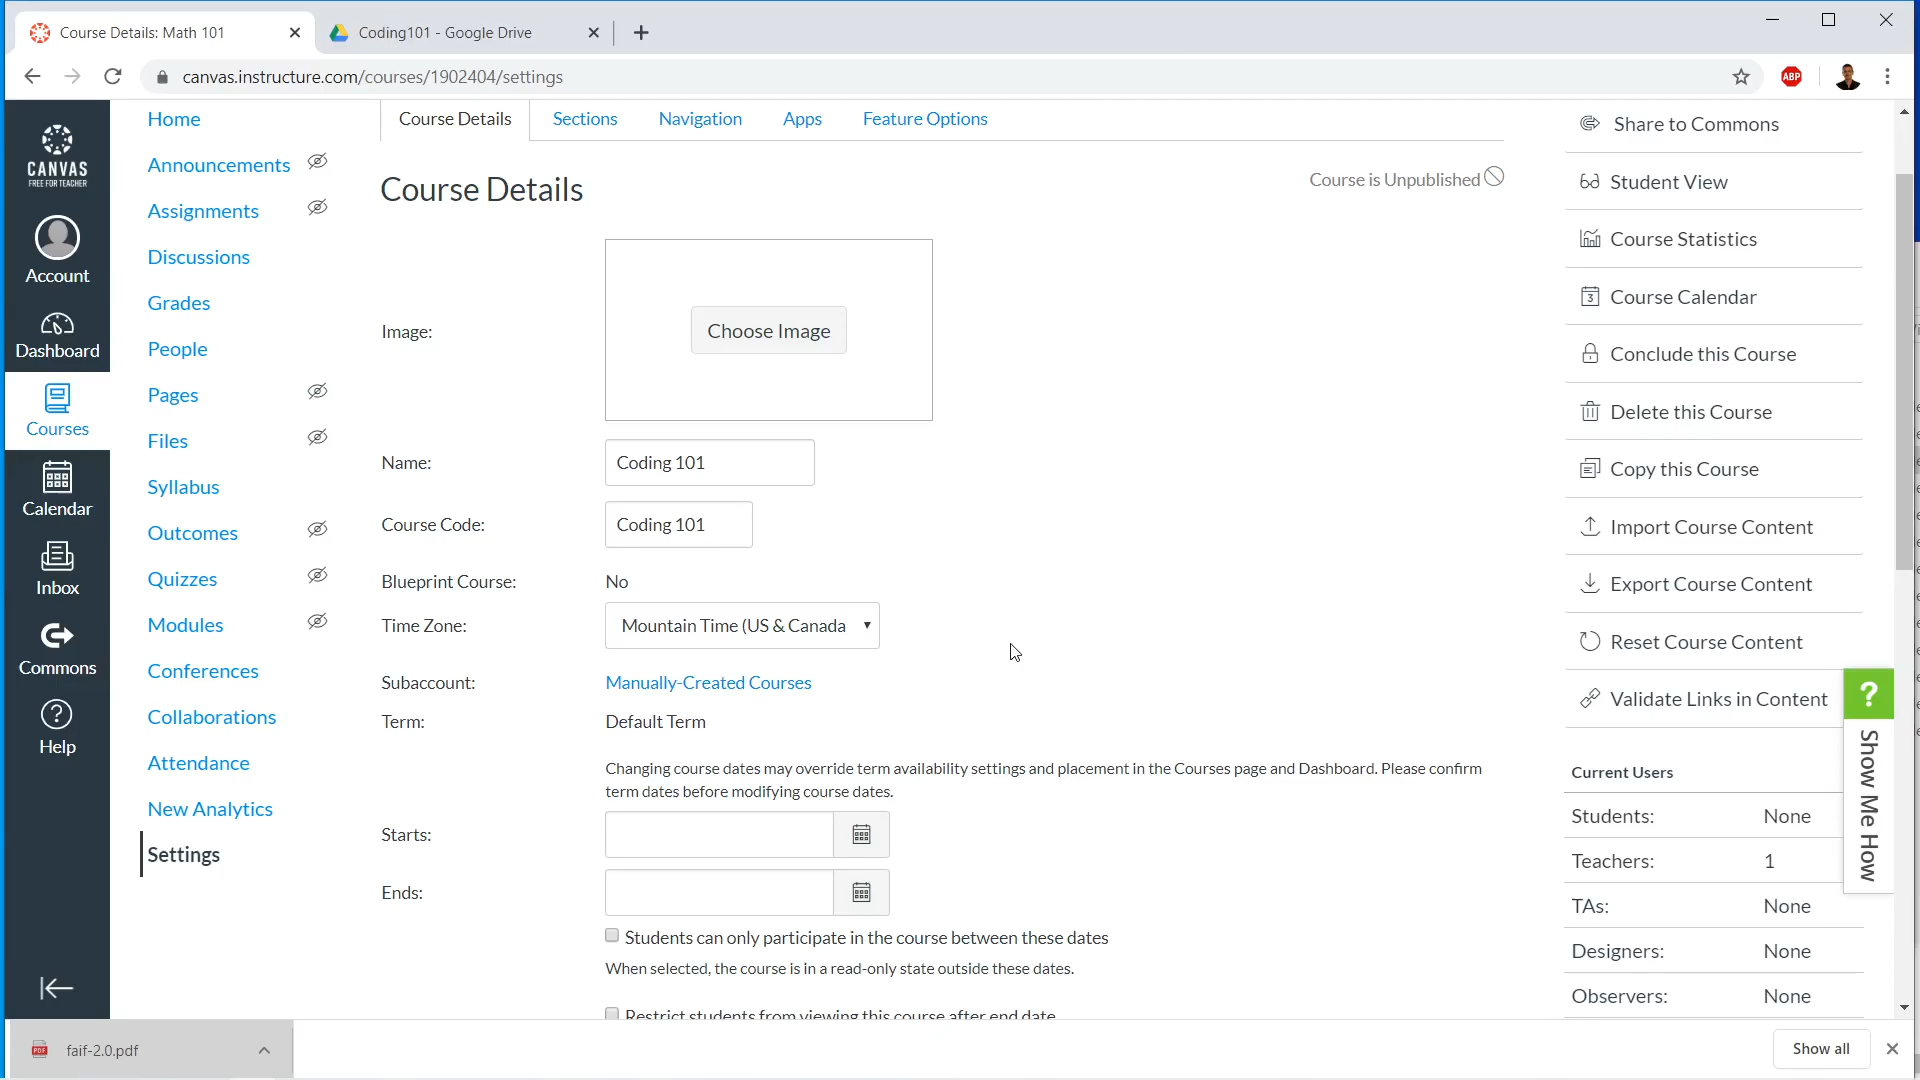 Course Details: Math 101
Coding101 - Google Drive
canvas.instructure.com/courses/1902404/settings
ABP
CANVAS
FREE FOR TEACHER
Account
Dashboard
Courses
Calendar
Inbox
Commons
Help
Home
Announcements
Assignments
Discussions
Grades
People
Pages
Files
Syllabus
Outcomes
Quizzes
Modules
Conferences
Collaborations
Attendance
New Analytics
Settings
Course Details Sections Navigation Apps Feature Options
Course Details
Course is Unpublished
Image: Choose Image
Name: Coding 101
Course Code: Coding 101
Blueprint Course: No
Time Zone: Mountain Time (US & Canada
Subaccount: Manually-Created Courses
Term: Default Term
Changing course dates may override term availability settings and placement in the Courses page and Dashboard. Please confirm
term dates before modifying course dates.
Starts:
Ends:
Students can only participate in the course between these dates
When selected, the course is in a read-only state outside these dates.
Restrict students from viewing this course after end date
Share to Commons
Student View
Course Statistics
3 Course Calendar
Conclude this Course
Delete this Course
Copy this Course
Import Course Content
Export Course Content
Reset Course Content
Validate Links in Content
? Show Me How
Current Users
Students: None
Teachers: 1
TAs: None
Designers: None
Observers: None
PDF faif-2.0.pdf
Show all